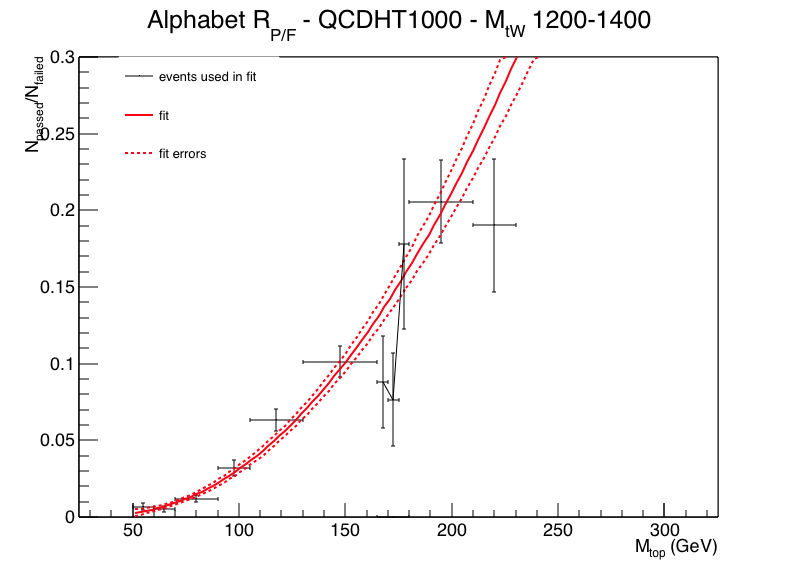 Alphabet R_P/F - QCDHT1000 - M_tW 1200-1400
N_passed/N_failed
events used in fit
fit
fit errors
0.3
0.25
0.2
0.15
0.1
0.05
0
50 100 150 200 250 300
M_top (GeV)